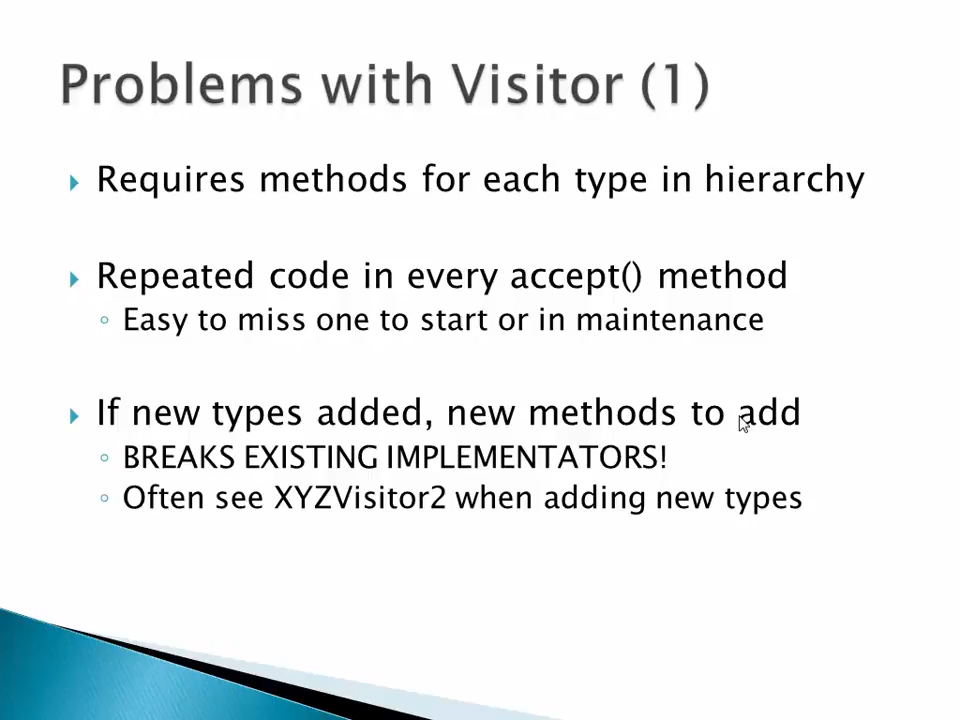 Problems with Visitor (1)
Requires methods for each type in hierarchy
Repeated code in every accept() method
Easy to miss one to start or in maintenance
If new types added, new methods to add
BREAKS EXISTING IMPLEMENTATORS!
Often see XYZVisitor2 when adding new types